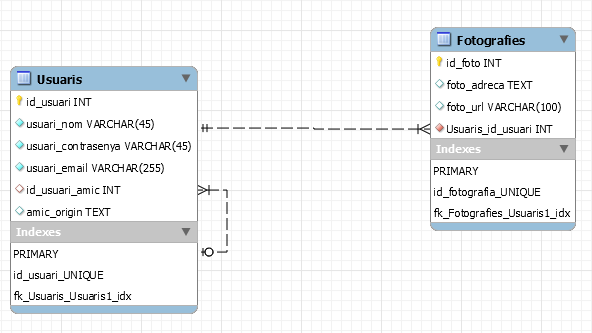 Usuaris
id_usuari INT
usuari_nom VARCHAR(45)
usuari_contrasenya VARCHAR(45)
usuari_email VARCHAR(255)
id_usuari_amic INT
amic_origin TEXT
Indexes
PRIMARY
id_usuari_UNIQUE
fk_Usuaris_Usuaris1_idx
Fotografies
id_foto INT
foto_adreca TEXT
foto_url VARCHAR(100)
Usuaris_id_usuari INT
Indexes
PRIMARY
id_fotografia_UNIQUE
fk_Fotografies_Usuaris1_idx